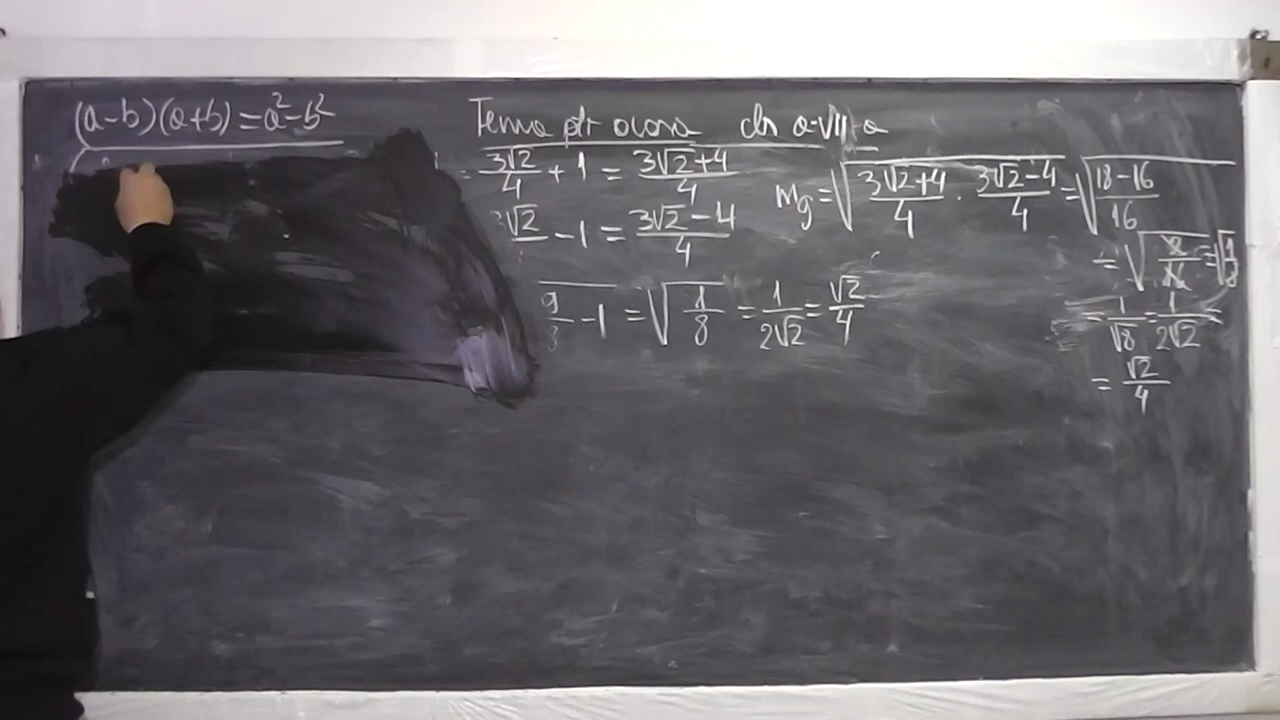 (a-b)(a+b) = a²-b²
Tema ptr acasa cls a-VII-a
= 3√2/4 + 1 = (3√2+4)/4
3√2 - 1 = (3√2-4)/4
Mg = √((3√2+4)/4 · (3√2-4)/4) = √((18-16)/16)
= √(2/16) = √(1/8)
= 1/√8 = 1/(2√2) =
= √2/4
√(9/8 - 1) = √(1/8) = 1/(2√2) = √2/4